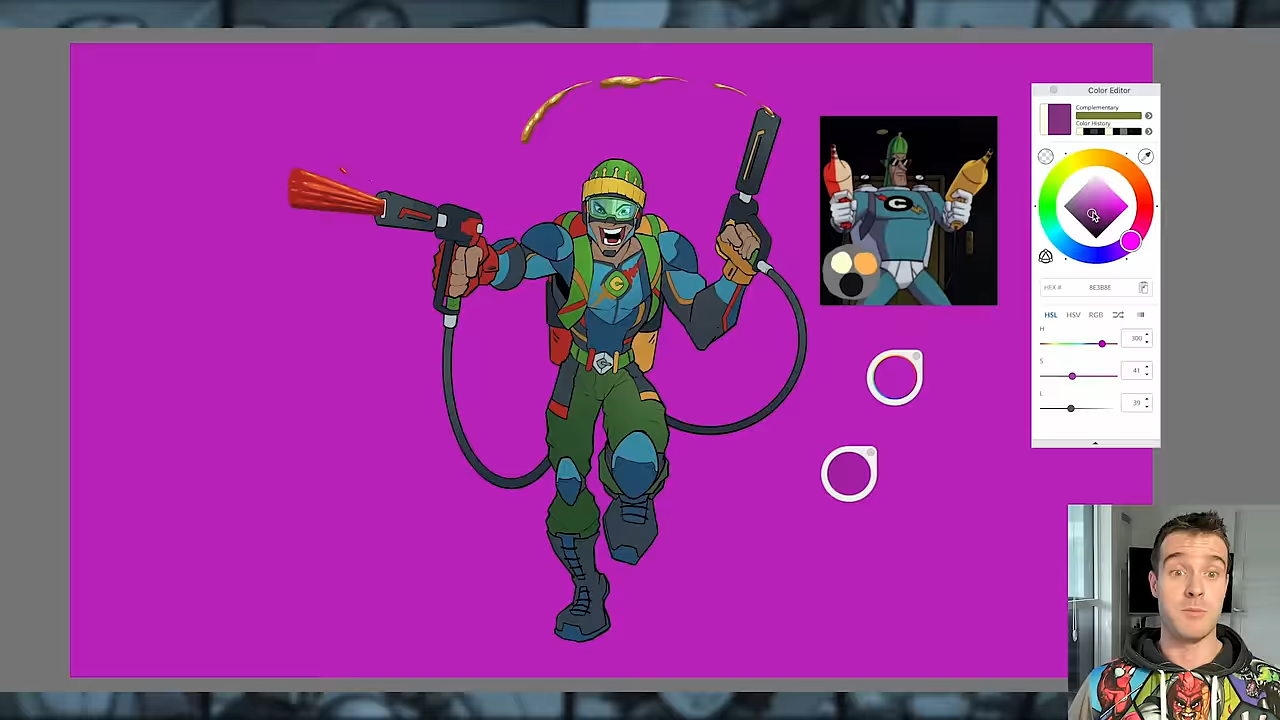 Color Editor
Complementary
Color History
HEX # 8E3B8E
HSL HSV RGB
H
300
S
41
L
39
C
C